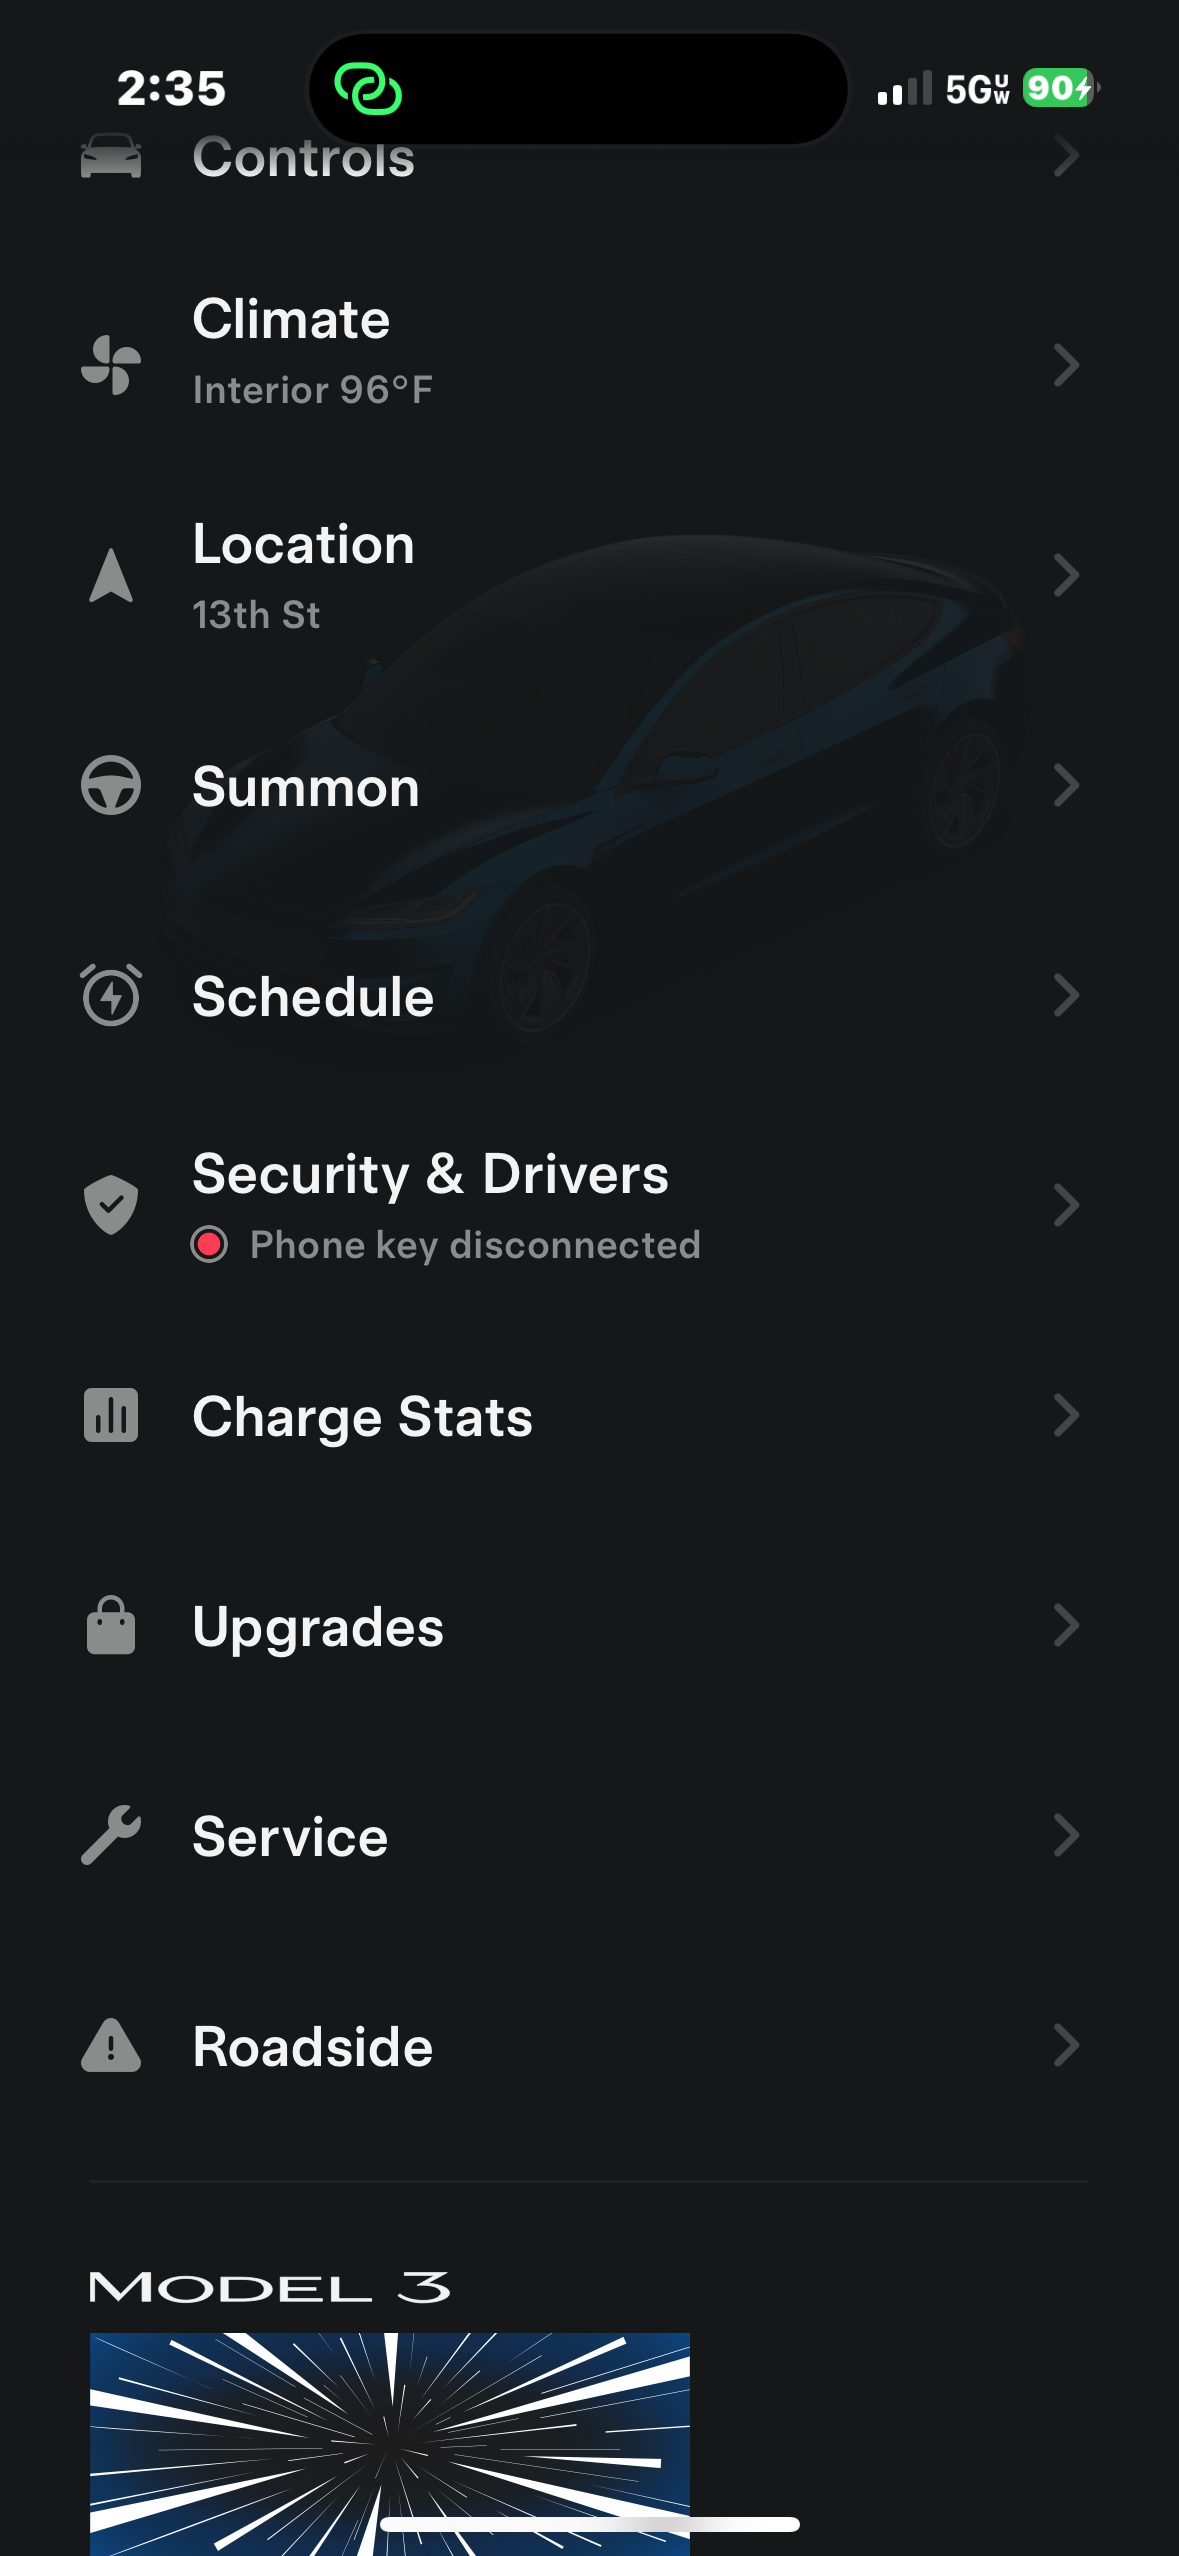 2:35
5G UW
90
Controls
Climate
Interior 96°F
Location
13th St
Summon
Schedule
Security & Drivers
Phone key disconnected
Charge Stats
Upgrades
Service
Roadside
MODEL 3